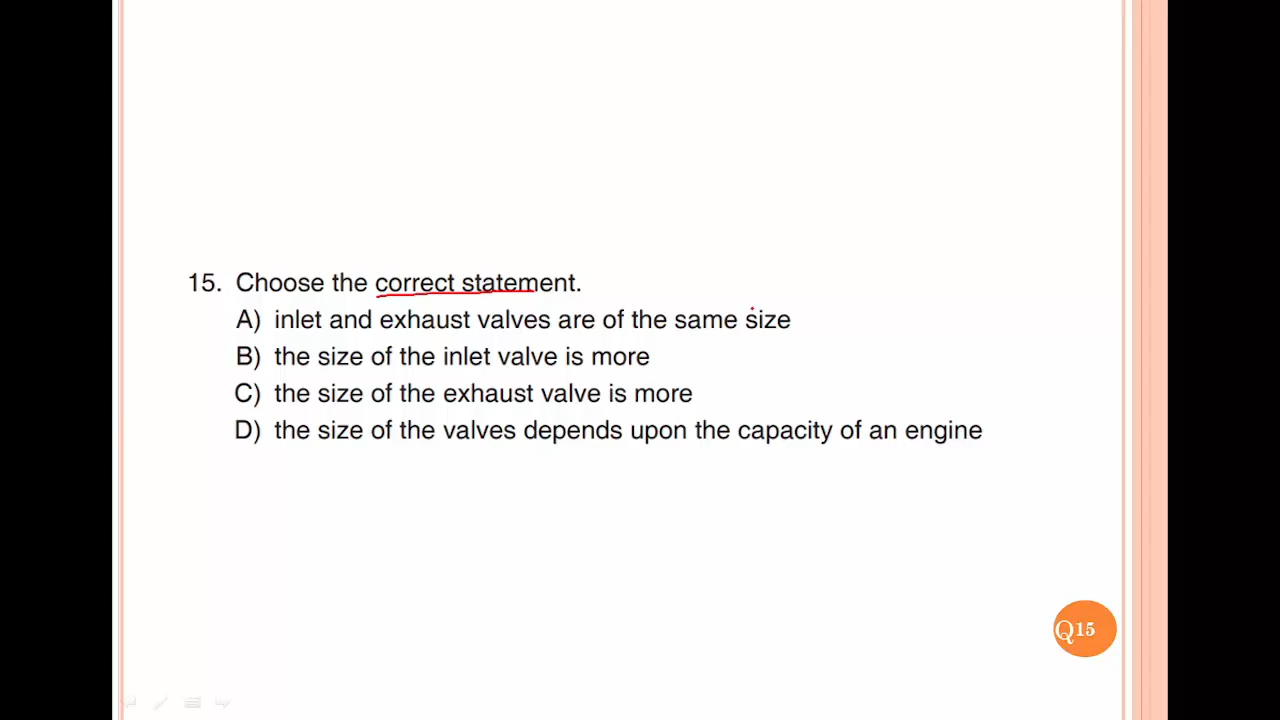 15. Choose the correct statement.
A) inlet and exhaust valves are of the same size
B) the size of the inlet valve is more
C) the size of the exhaust valve is more
D) the size of the valves depends upon the capacity of an engine
Q15